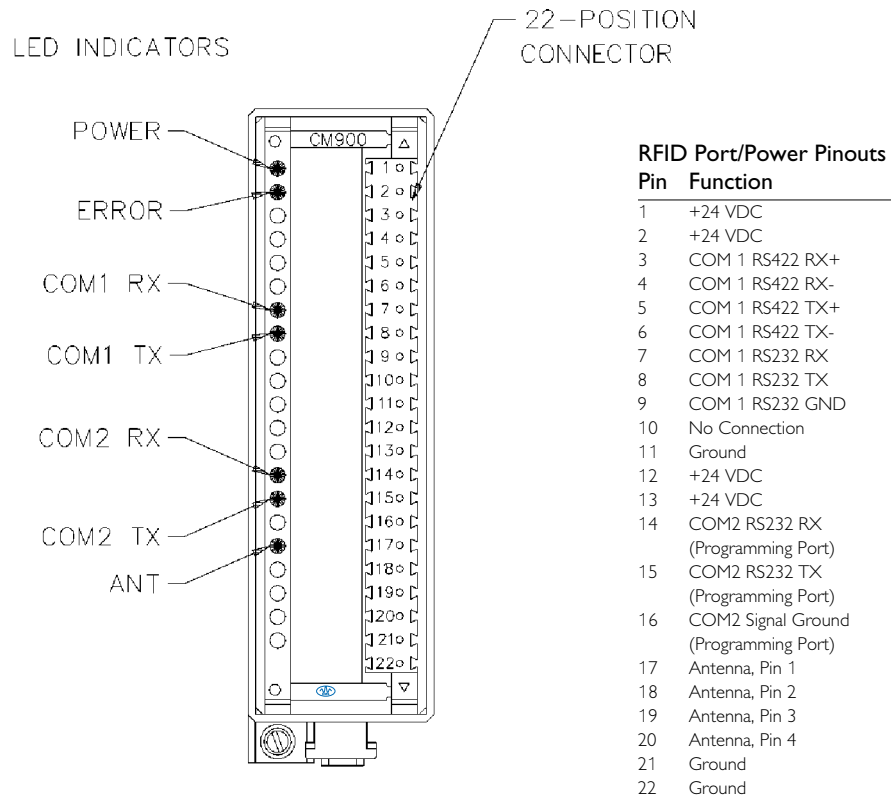 LED INDICATORS
22-POSITION
CONNECTOR
POWER
ERROR
COM1 RX
COM1 TX
COM2 RX
COM2 TX
ANT
CM900
1
2
3
4
5
6
7
8
9
10
11
12
13
14
15
16
17
18
19
20
21
22
RFID Port/Power Pinouts
Pin Function
1 +24 VDC
2 +24 VDC
3 COM 1 RS422 RX+
4 COM 1 RS422 RX-
5 COM 1 RS422 TX+
6 COM 1 RS422 TX-
7 COM 1 RS232 RX
8 COM 1 RS232 TX
9 COM 1 RS232 GND
10 No Connection
11 Ground
12 +24 VDC
13 +24 VDC
14 COM2 RS232 RX
(Programming Port)
15 COM2 RS232 TX
(Programming Port)
16 COM2 Signal Ground
(Programming Port)
17 Antenna, Pin 1
18 Antenna, Pin 2
19 Antenna, Pin 3
20 Antenna, Pin 4
21 Ground
22 Ground